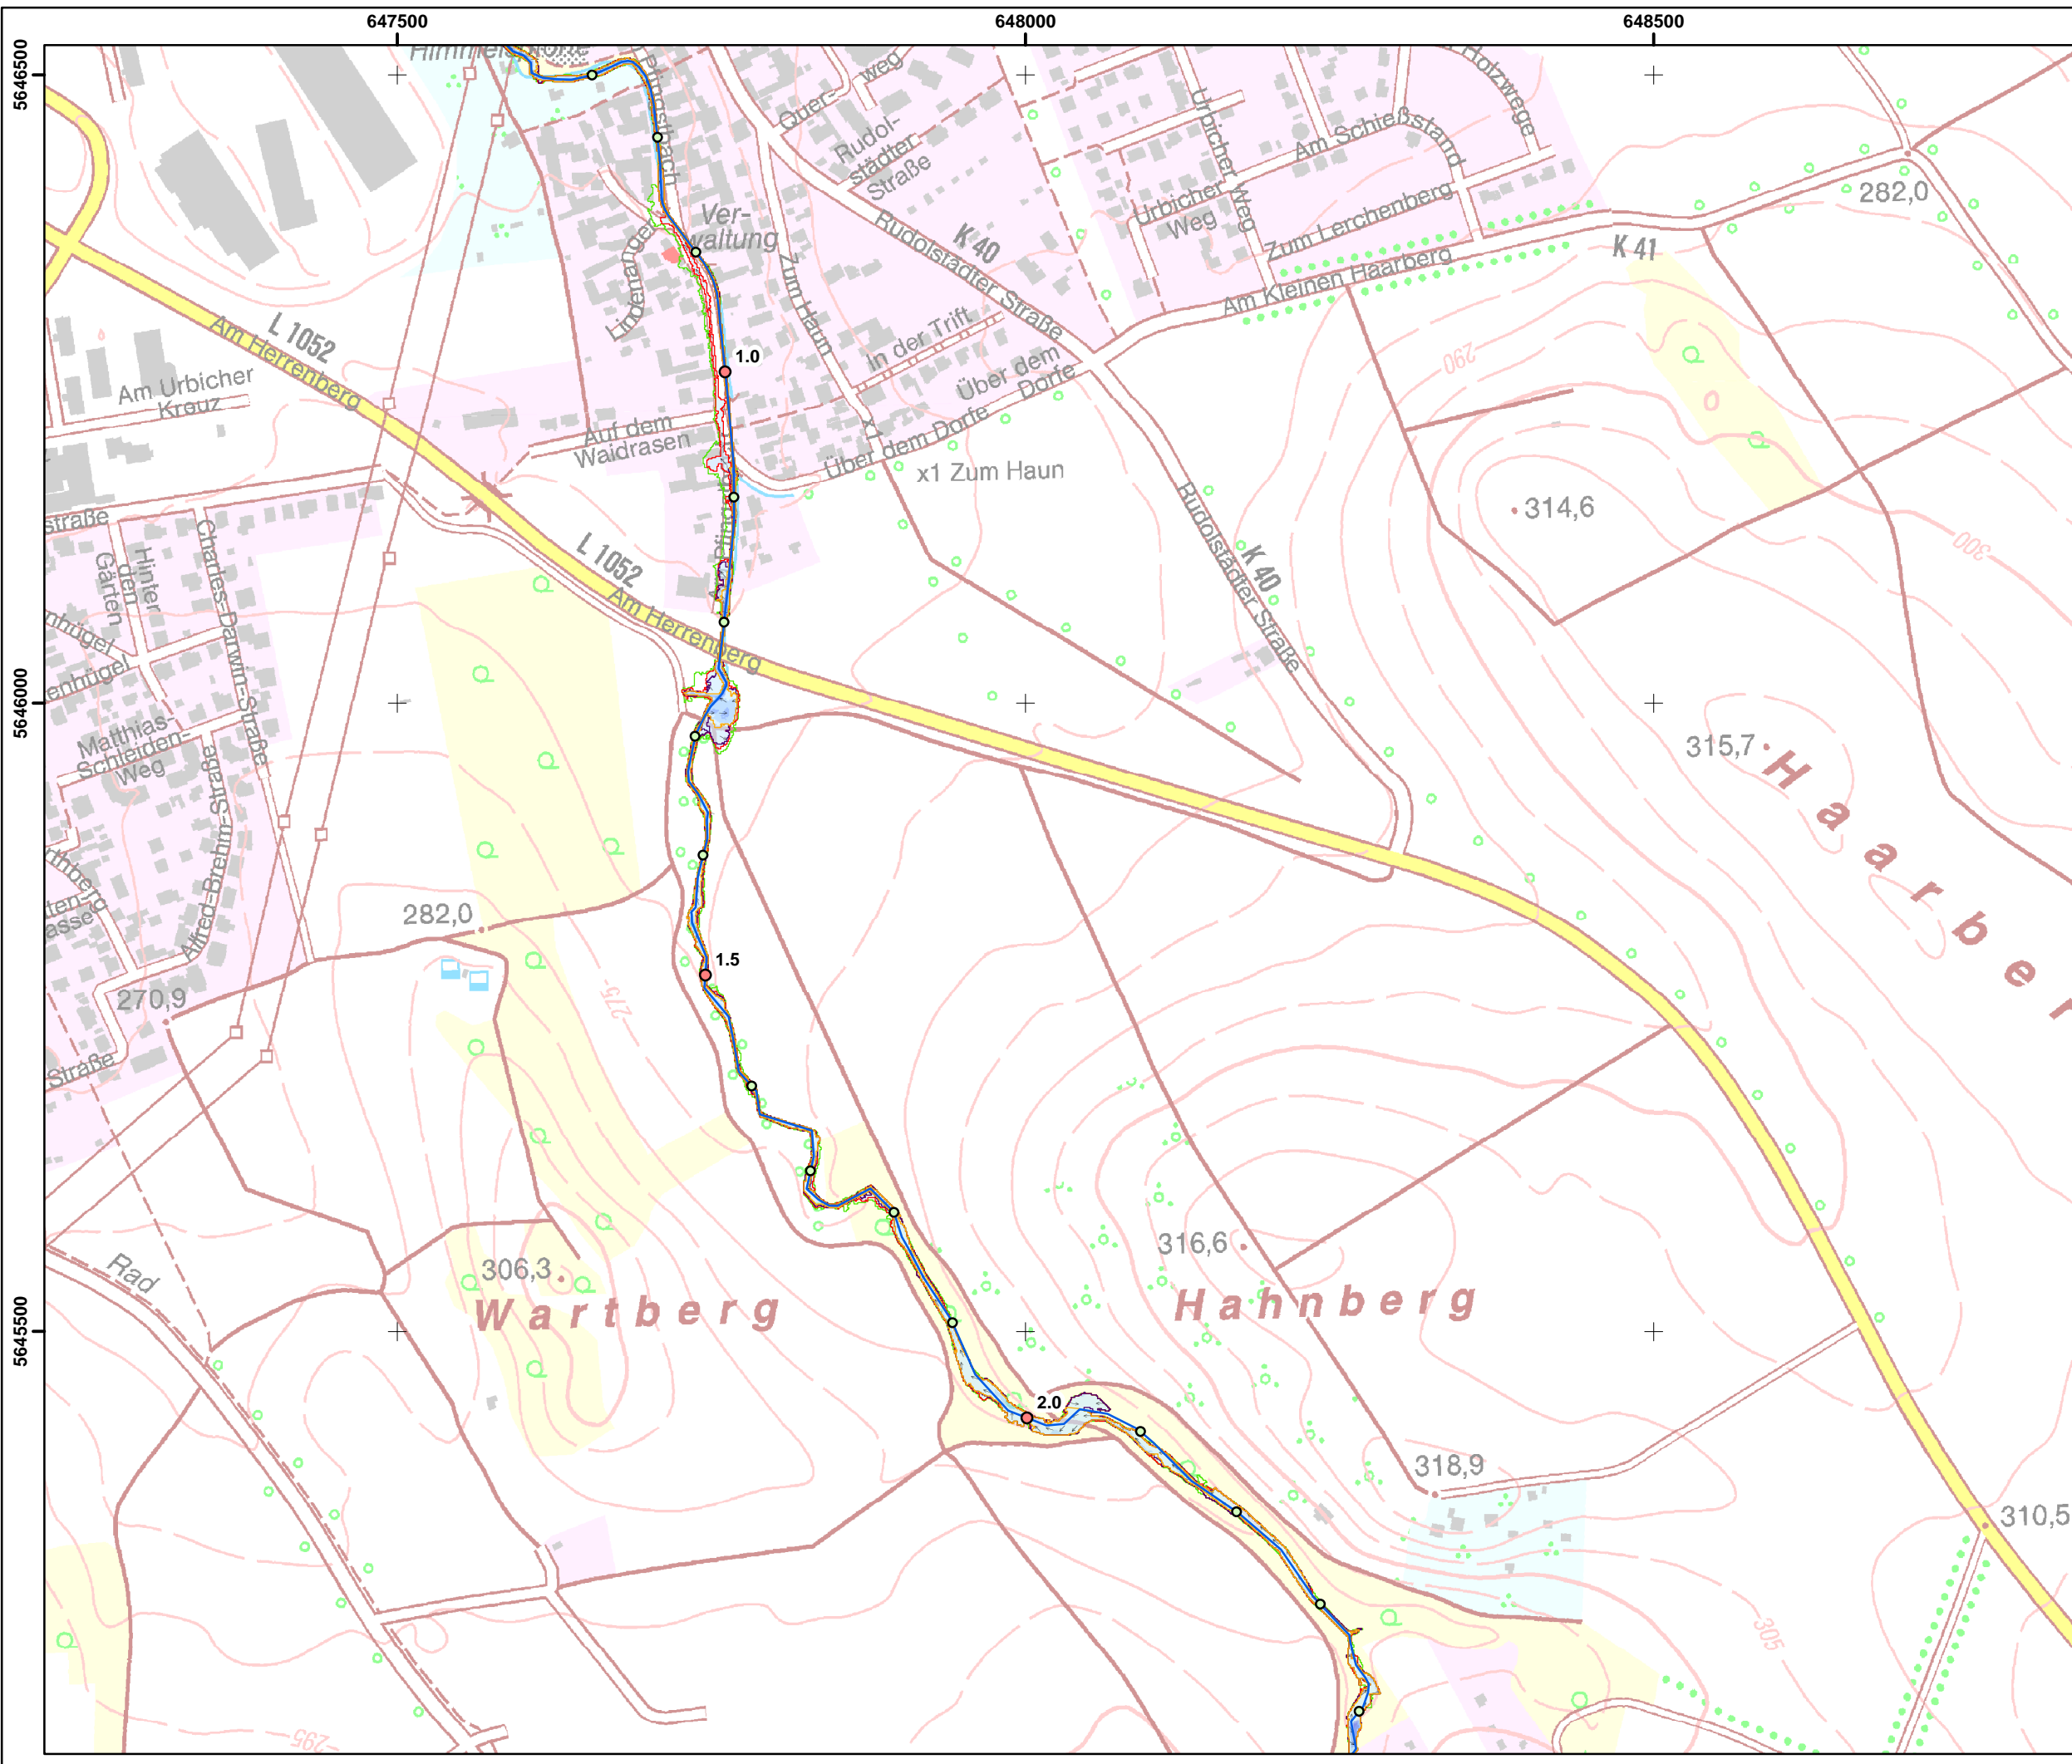 647500
648000
648500
5646500
5646000
5645500
Quer-
weg
Rudol-
städter
Straße
Urbicher Weg
Am Schießstand
Holzwege
Urbicher
Weg
Zum Lerchenberg
Am Kleinen Haarberg
K 41
282,0
Ver-
waltung
Lindenanger
Zum Haun
K 40
Rudolstädter Straße
In der Trift
Über dem
Dorfe
Über dem Dorfe
x1
x1 Zum Haun
L 1052
Am Herrenberg
Am Urbicher
Kreuz
Auf dem
Waidrasen
1.0
290
314,6
300
straße
Hinter
den
Gärten
Charles-Darwin-Straße
L 1052
Am Herrenberg
K 40
Rudolstädter Straße
enhügel
Matthias-
Schleiden-
Weg
Alfred-Brehm-Straße
315,7
Haarber
282,0
270,9
Straße
275
1.5
Rad
306,3
Wartberg
316,6
Hahnberg
2.0
318,9
310,5
305
295